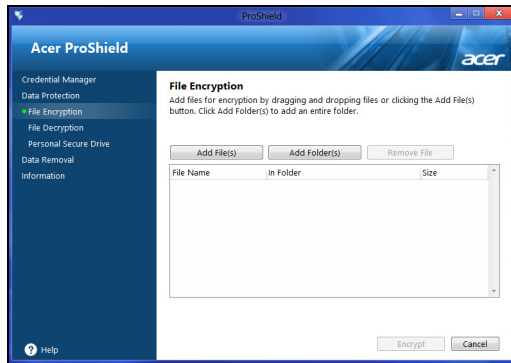 ProShield
Acer ProShield
acer
Credential Manager
Data Protection
File Encryption
File Decryption
Personal Secure Drive
Data Removal
Information
File Encryption
Add files for encryption by dragging and dropping files or clicking the Add File(s)
button. Click Add Folder(s) to add an entire folder.
Add File(s) Add Folder(s) Remove File
File Name In Folder Size
Encrypt Cancel
? Help